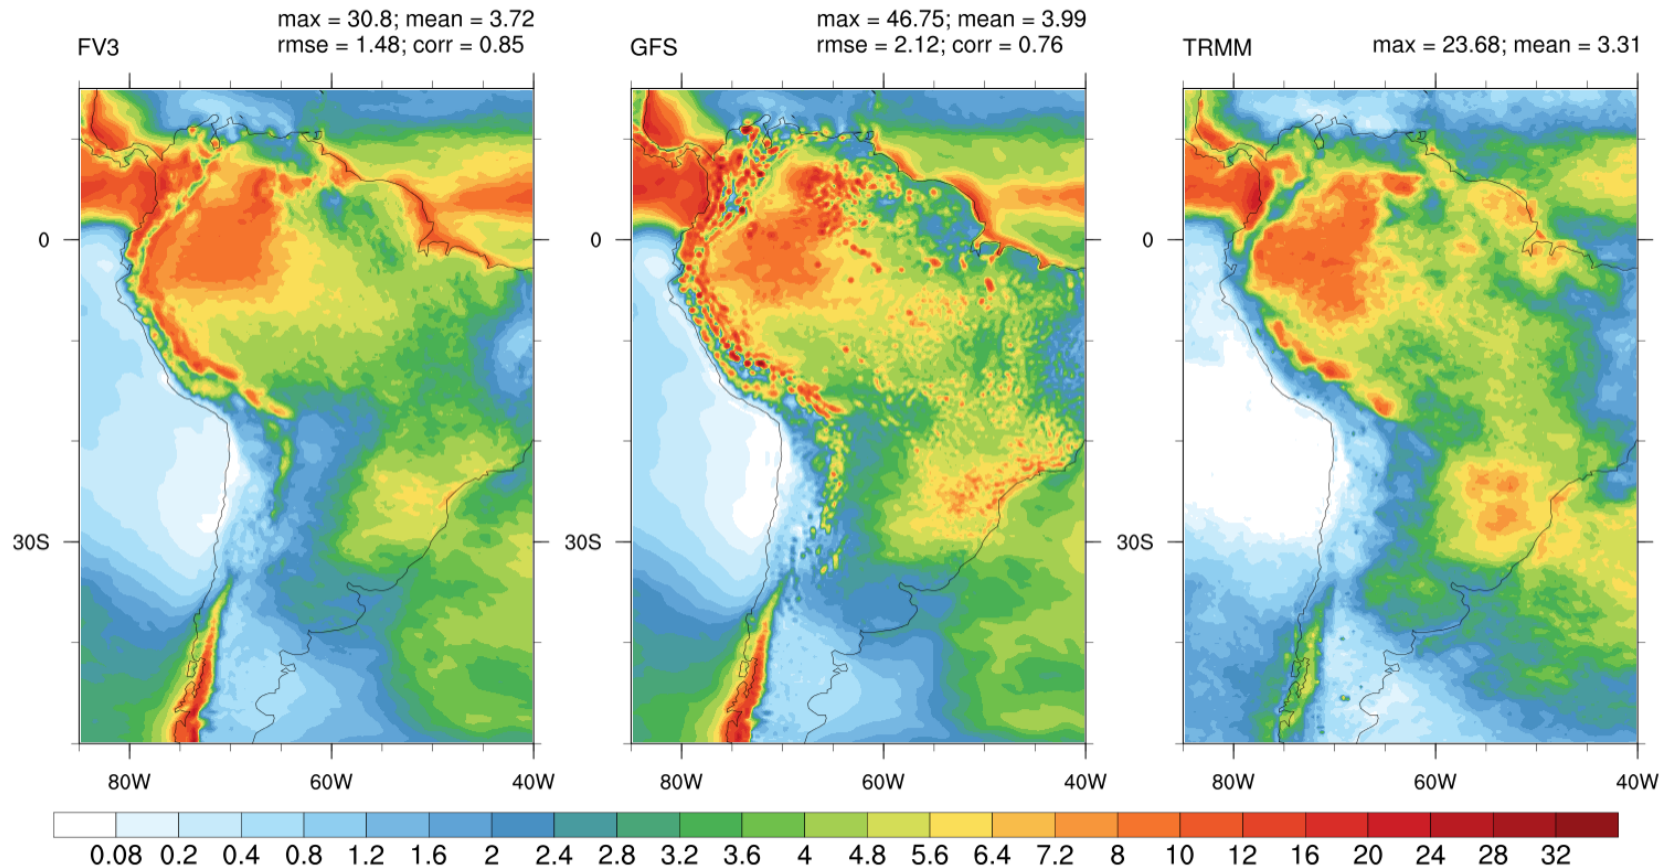 max = 30.8; mean = 3.72
FV3 rmse = 1.48; corr = 0.85
max = 46.75; mean = 3.99
GFS rmse = 2.12; corr = 0.76
TRMM max = 23.68; mean = 3.31
0 0 0
30S 30S 30S
80W 60W 40W 80W 60W 40W 80W 60W 40W
0.08 0.2 0.4 0.8 1.2 1.6 2 2.4 2.8 3.2 3.6 4 4.8 5.6 6.4 7.2 8 10 12 16 20 24 28 32